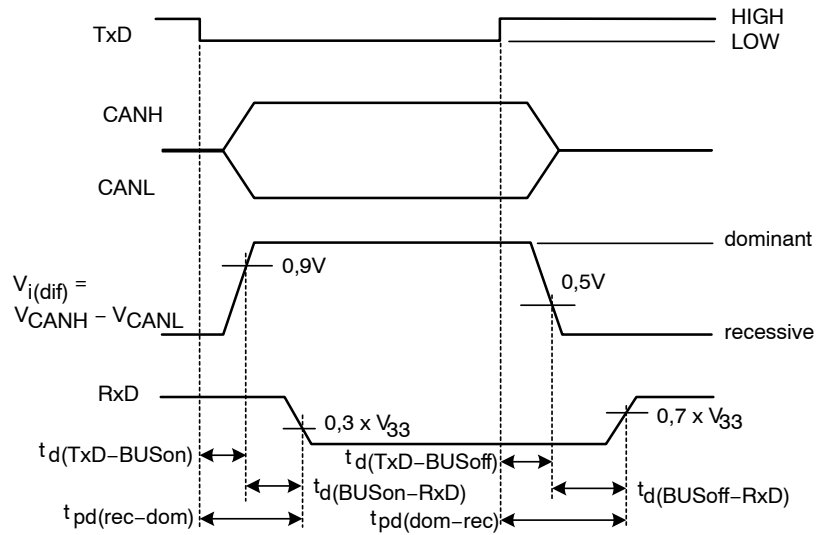 TxD
HIGH
LOW
CANH
CANL
dominant
0,9V
0,5V
Vi(dif) =
VCANH − VCANL
recessive
RxD
0,3 x V33
0,7 x V33
td(TxD−BUSon)
td(TxD−BUSoff)
td(BUSon−RxD)
td(BUSoff−RxD)
tpd(rec−dom)
tpd(dom−rec)